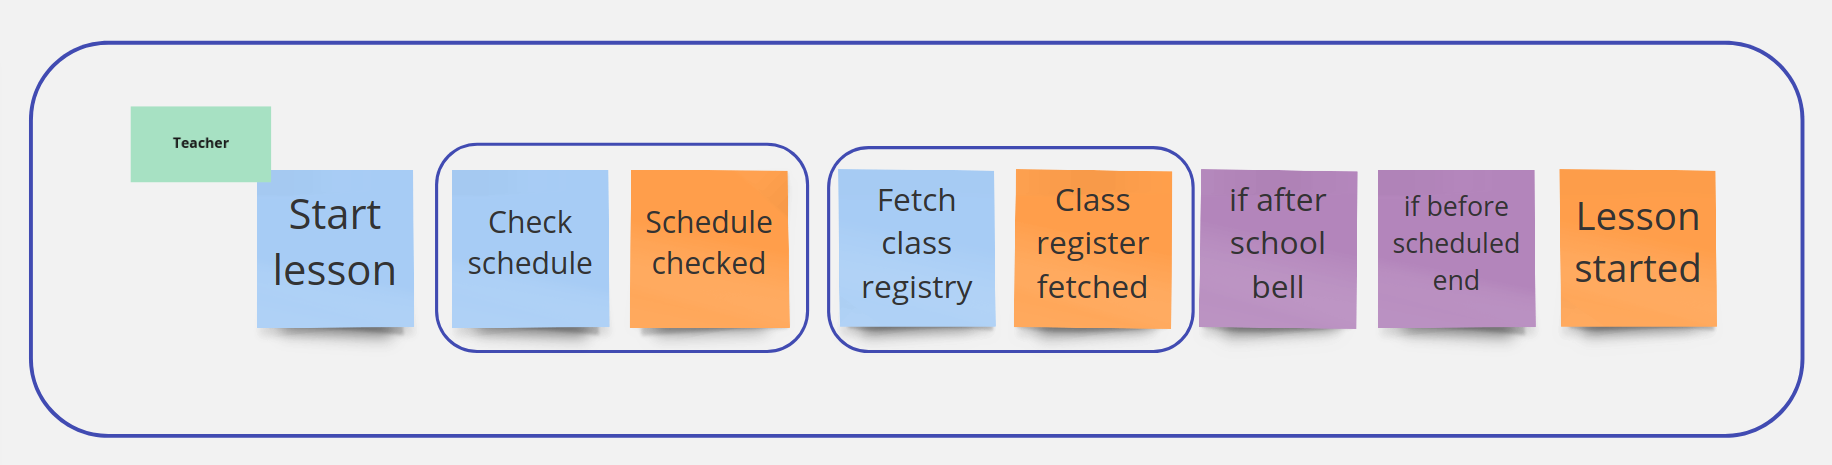 Teacher
Start
lesson
Check
schedule
Schedule
checked
Fetch
class
registry
Class
register
fetched
if after
school
bell
if before
scheduled
end
Lesson
started